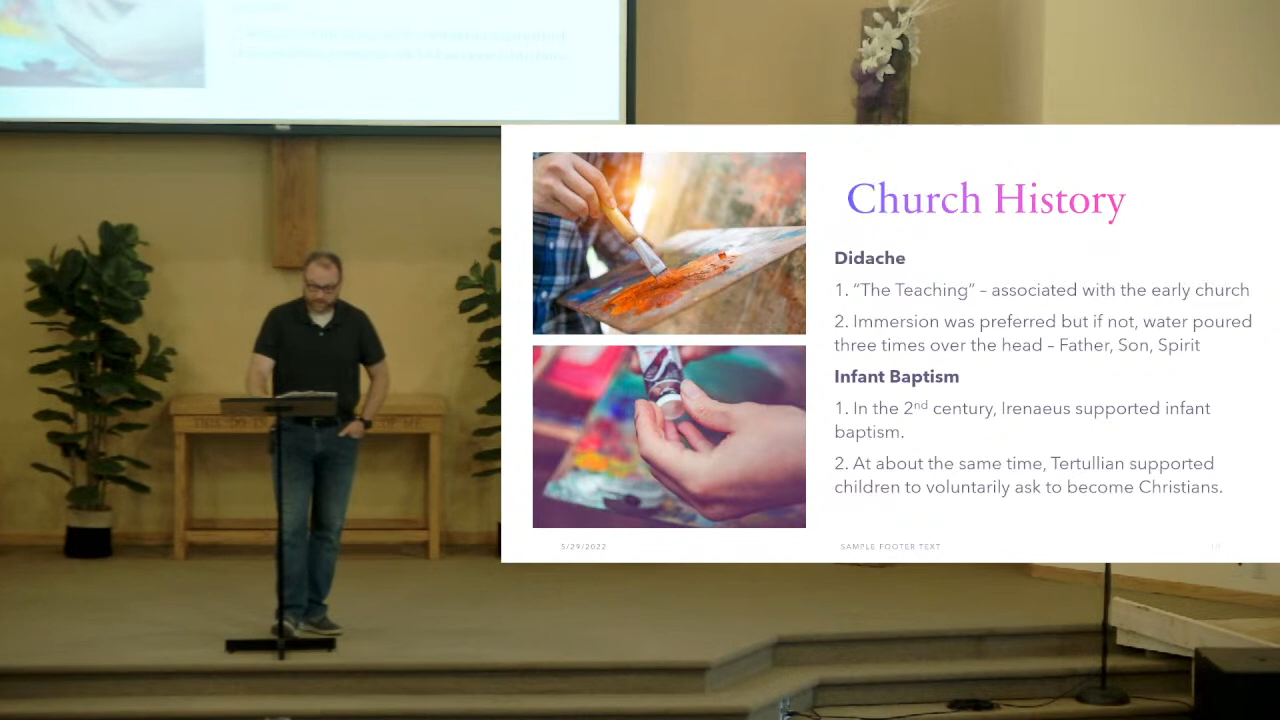 Church History
Didache
1. “The Teaching” – associated with the early church
2. Immersion was preferred but if not, water poured
three times over the head – Father, Son, Spirit
Infant Baptism
1. In the 2nd century, Irenaeus supported infant
baptism.
2. At about the same time, Tertullian supported
children to voluntarily ask to become Christians.
5/29/2022
SAMPLE FOOTER TEXT
OF ME